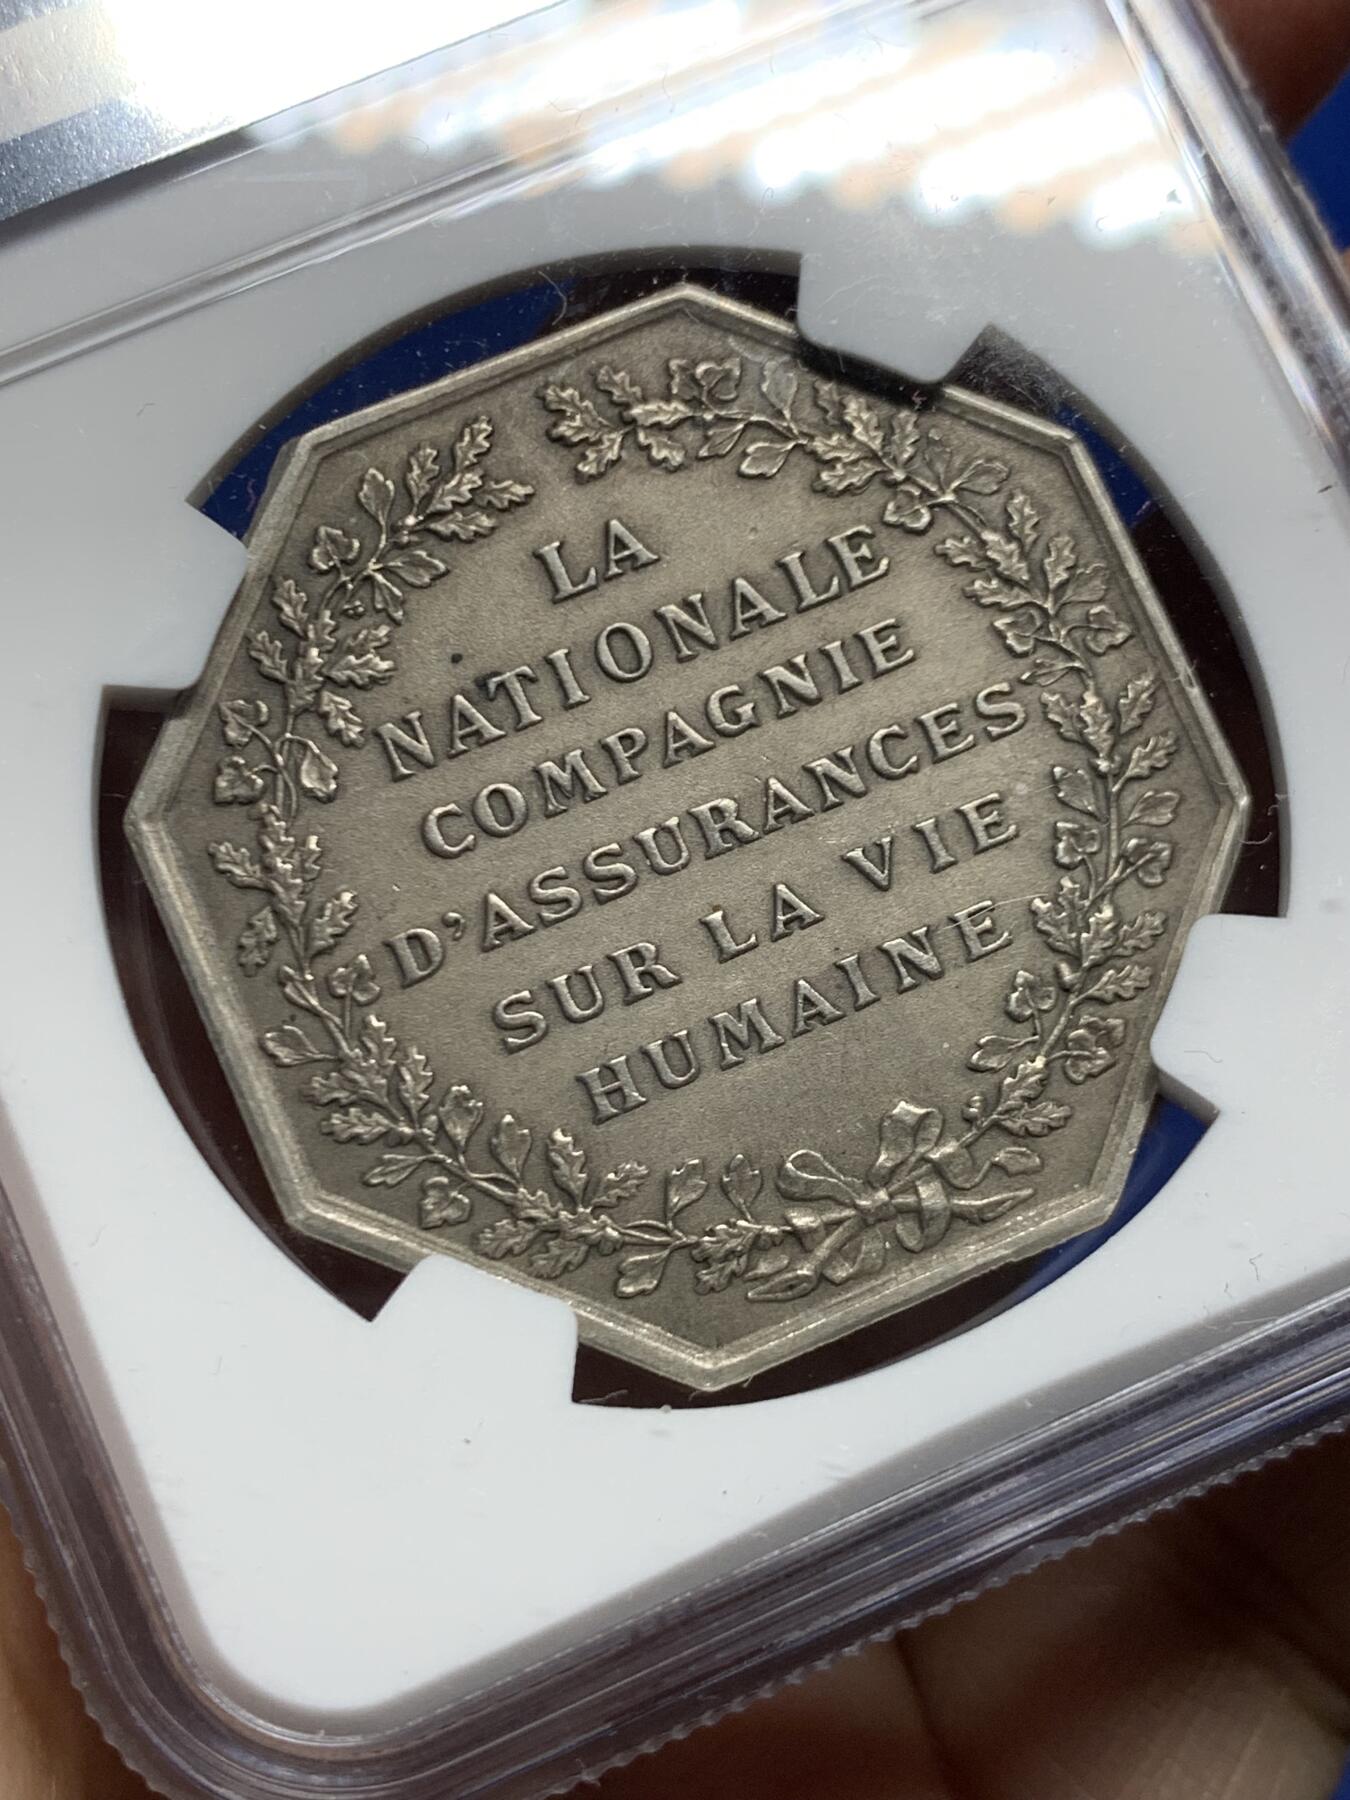 LA
NATIONALE
COMPAGNIE
D'ASSURANCES
SUR LA VIE
HUMAINE